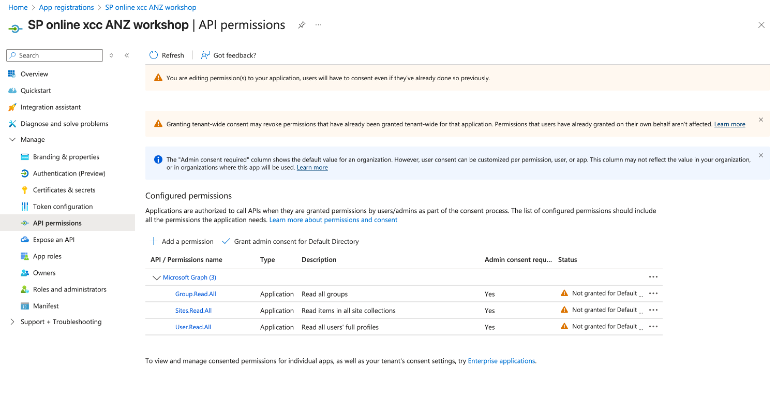 Home > App registrations > SP online xcc ANZ workshop
SP online xcc ANZ workshop | API permissions
Search
Refresh
Got feedback?
Overview
Quickstart
Integration assistant
Diagnose and solve problems
Manage
Branding & properties
Authentication (Preview)
Certificates & secrets
Token configuration
API permissions
Expose an API
App roles
Owners
Roles and administrators
Manifest
Support + Troubleshooting
You are editing permission(s) to your application, users will have to consent even if they've already done so previously.
Granting tenant-wide consent may revoke permissions that have already been granted tenant-wide for that application. Permissions that users have already granted on their own behalf aren't affected. Learn more
The "Admin consent required" column shows the default value for an organization. However, user consent can be customized per permission, user, or app. This column may not reflect the value in your organization,
or in organizations where this app will be used. Learn more
Configured permissions
Applications are authorized to call APIs when they are granted permissions by users/admins as part of the consent process. The list of configured permissions should include
all the permissions the application needs. Learn more about permissions and consent
Add a permission
Grant admin consent for Default Directory
API / Permissions name Type Description Admin consent requ... Status
Microsoft Graph (3)
Group.Read.All Application Read all groups Yes Not granted for Default ...
Sites.Read.All Application Read items in all site collections Yes Not granted for Default ...
User.Read.All Application Read all users' full profiles Yes Not granted for Default ...
To view and manage consented permissions for individual apps, as well as your tenant's consent settings, try Enterprise applications.